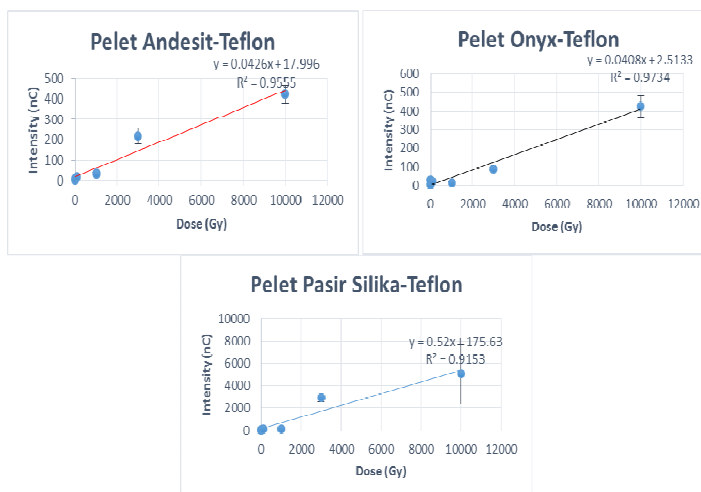 Pelet Andesit-Teflon
y = 0.0426x + 17.996
R² = 0.9555
500
400
300
200
100
0
Intensity (nC)
0 2000 4000 6000 8000 10000 12000
Dose (Gy)
Pelet Onyx-Teflon
y = 0.0408x + 2.5133
R² = 0.9734
600
500
400
300
200
100
0
Intensity (nC)
0 2000 4000 6000 8000 10000 12000
Dose (Gy)
Pelet Pasir Silika-Teflon
y = 0.52x + 175.63
R² = 0.9153
10000
8000
6000
4000
2000
0
Intensity (nC)
0 2000 4000 6000 8000 10000 12000
Dose (Gy)